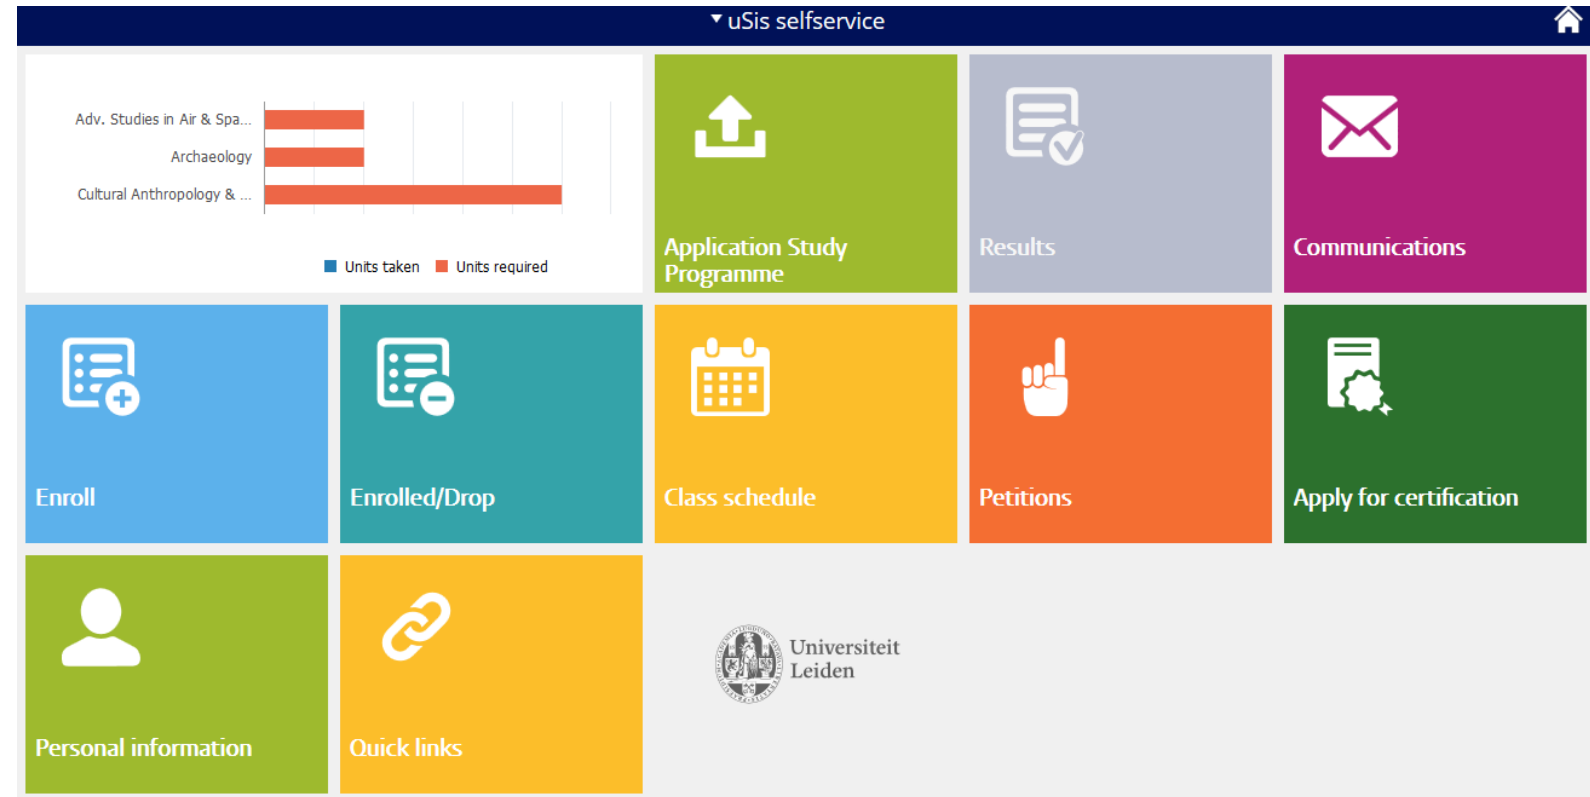 uSis selfservice
Adv. Studies in Air & Spa...
Archaeology
Cultural Anthropology & ...
Units taken
Units required
Application Study
Programme
Results
Communications
Enroll
Enrolled/Drop
Class schedule
Petitions
Apply for certification
Personal information
Quick links
Universiteit
Leiden